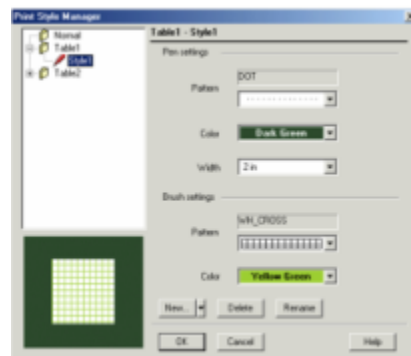 Print Style Manager
Normal
Table1
Style1
Table2
Table1 - Style1
Pen settings
DOT
Pattern
Color
Dark Green
Width
2 in
Brush settings
WH_CROSS
Pattern
Color
Yellow Green
New...
Delete
Rename
OK
Cancel
Help